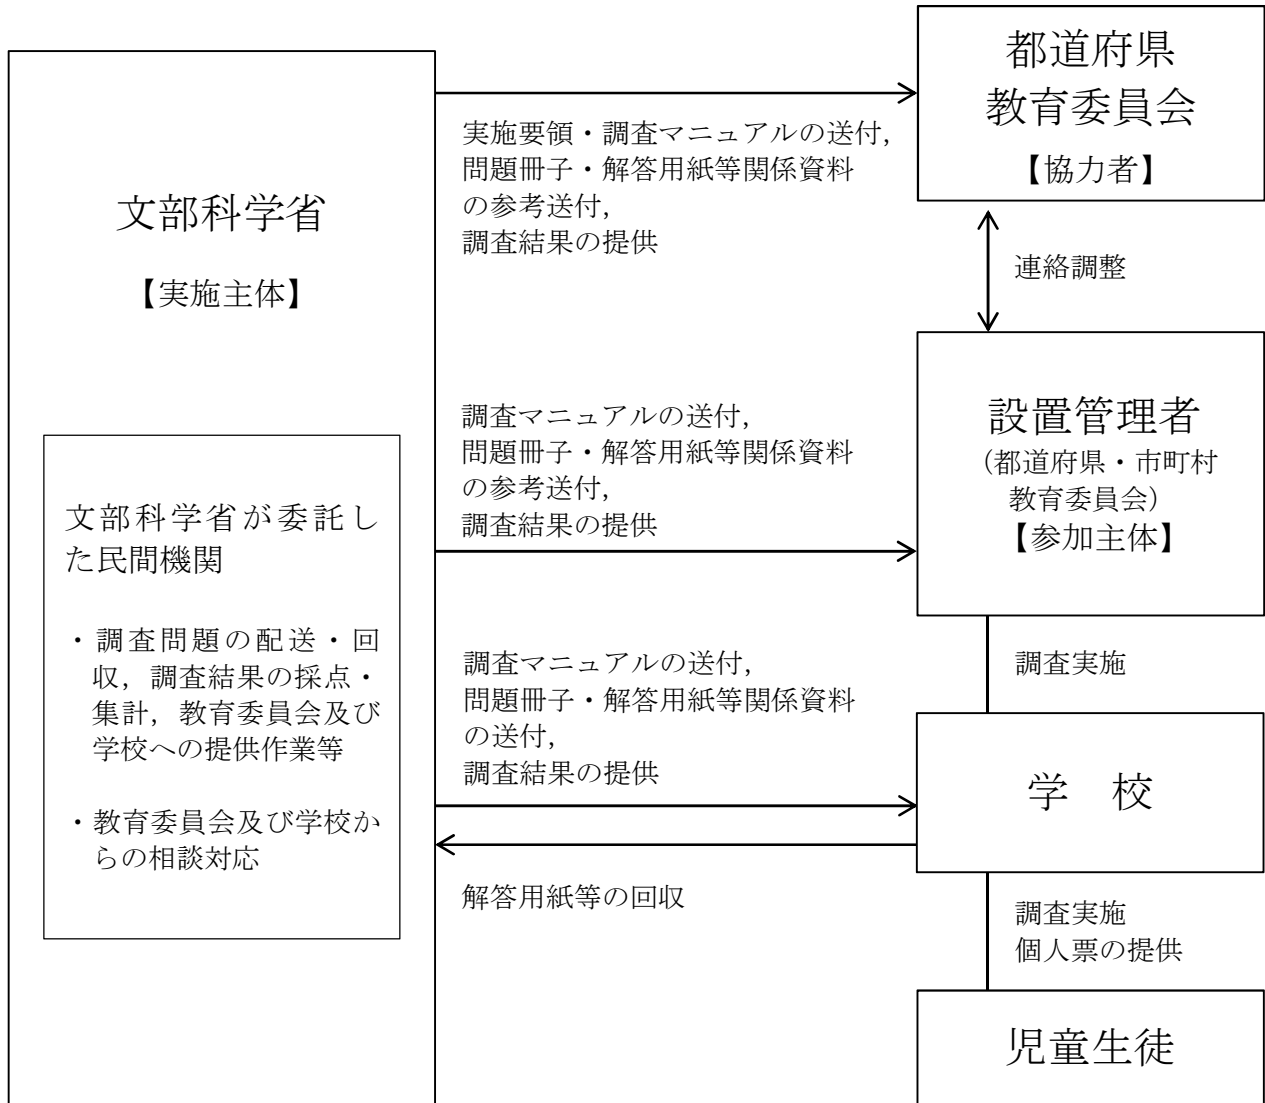 文部科学省
【実施主体】
文部科学省が委託し
た民間機関
・調査問題の配送・回
収，調査結果の採点・
集計，教育委員会及び
学校への提供作業等
・教育委員会及び学校か
らの相談対応
実施要領・調査マニュアルの送付，
問題冊子・解答用紙等関係資料
の参考送付，
調査結果の提供
都道府県
教育委員会
【協力者】
連絡調整
調査マニュアルの送付，
問題冊子・解答用紙等関係資料
の参考送付，
調査結果の提供
設置管理者
（都道府県・市町村
教育委員会）
【参加主体】
調査実施
調査マニュアルの送付，
問題冊子・解答用紙等関係資料
の送付，
調査結果の提供
学　校
解答用紙等の回収
調査実施
個人票の提供
児童生徒